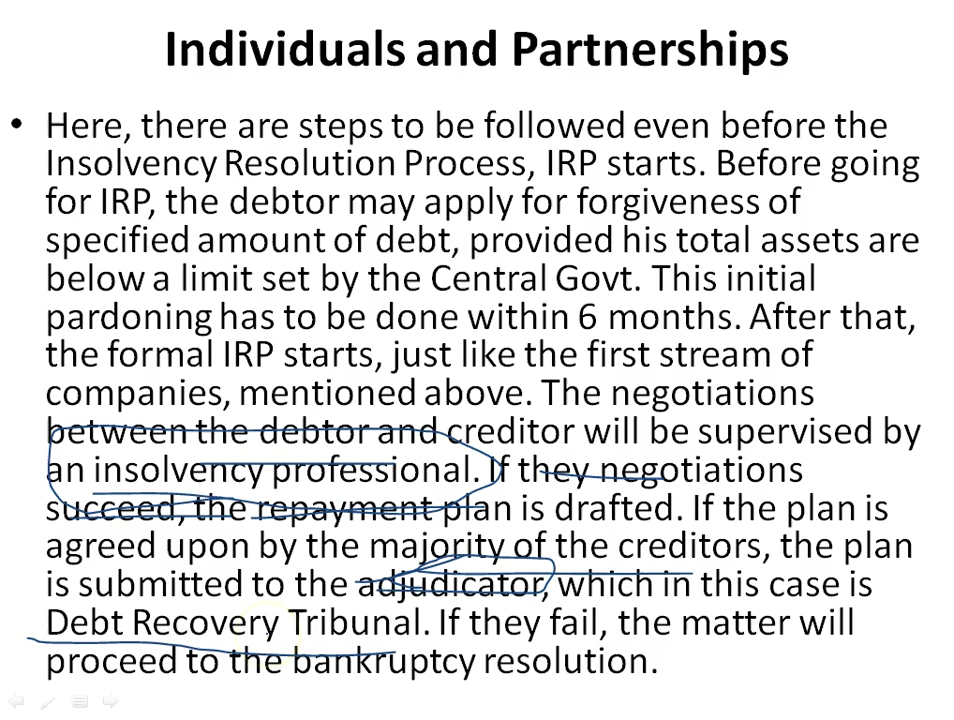 Individuals and Partnerships
• Here, there are steps to be followed even before the
Insolvency Resolution Process, IRP starts. Before going
for IRP, the debtor may apply for forgiveness of
specified amount of debt, provided his total assets are
below a limit set by the Central Govt. This initial
pardoning has to be done within 6 months. After that,
the formal IRP starts, just like the first stream of
companies, mentioned above. The negotiations
between the debtor and creditor will be supervised by
an insolvency professional. If they negotiations
succeed, the repayment plan is drafted. If the plan is
agreed upon by the majority of the creditors, the plan
is submitted to the adjudicator, which in this case is
Debt Recovery Tribunal. If they fail, the matter will
proceed to the bankruptcy resolution.